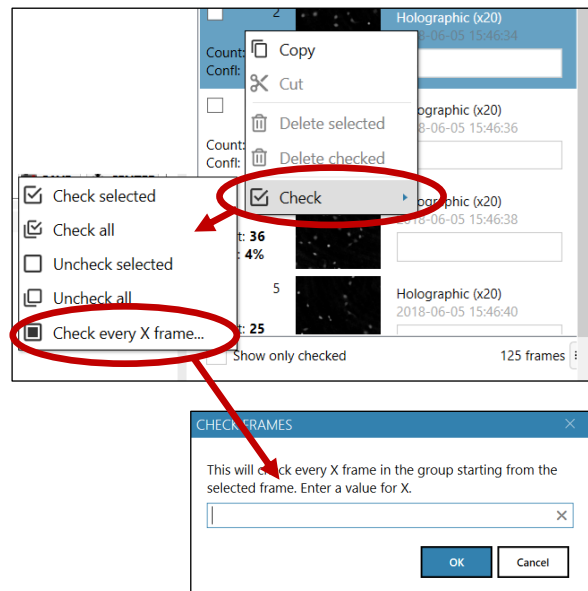 2
Holographic (x20)
2018-06-05 15:46:34
Count:
Confl:
Copy
Cut
Delete selected
Delete checked
Check
ographic (x20)
8-06-05 15:46:36
Count:
Confl:
Check selected
Check all
Uncheck selected
Uncheck all
Check every X frame...
ographic (x20)
2018-06-05 15:46:38
t: 36
: 4%
5
Holographic (x20)
2018-06-05 15:46:40
t: 25
Show only checked
125 frames
CHECK FRAMES
This will check every X frame in the group starting from the
selected frame. Enter a value for X.
OK
Cancel